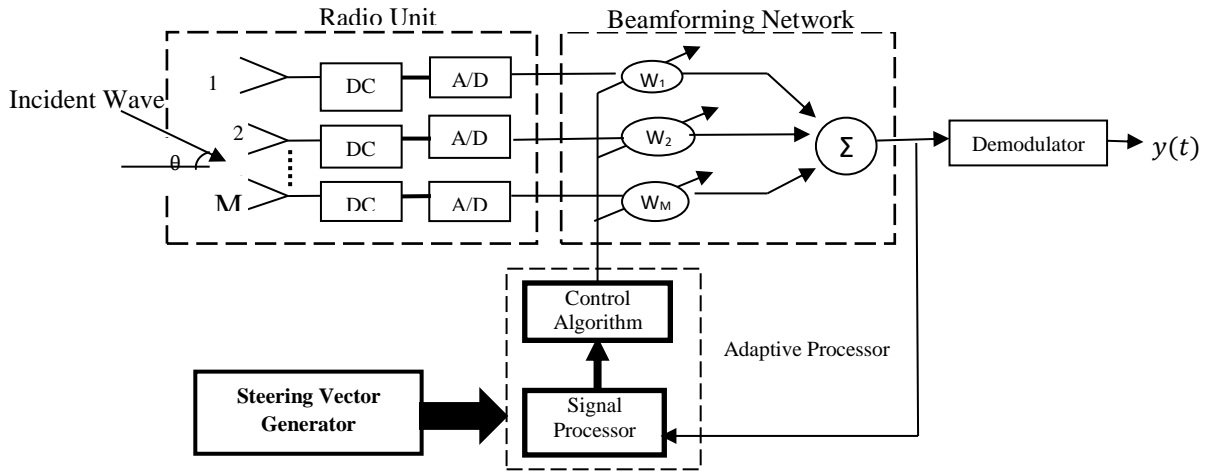 Radio Unit
Beamforming Network
Incident Wave
θ
1
DC
A/D
W₁
2
DC
A/D
W₂
M
DC
A/D
W_M
Σ
Demodulator
y(t)
Control
Algorithm
Adaptive Processor
Steering Vector
Generator
Signal
Processor